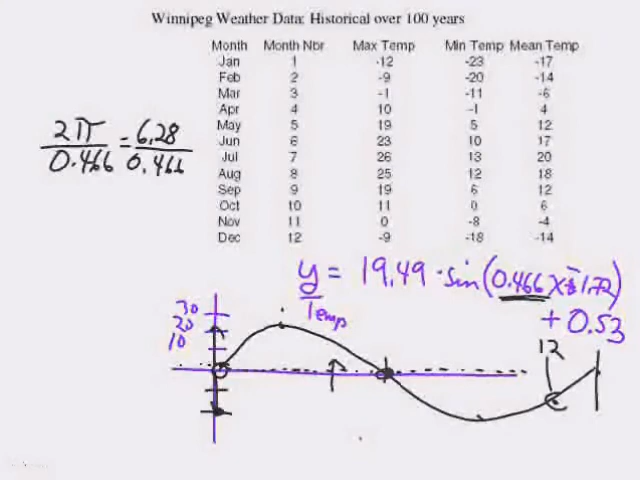 Winnipeg Weather Data: Historical over 100 years
Month Month Nbr Max Temp Min Temp Mean Temp
Jan 1 -12 -23 -17
Feb 2 -9 -20 -14
Mar 3 -1 -11 -6
Apr 4 10 -1 4
May 5 19 5 12
Jun 6 23 10 17
Jul 7 26 13 20
Aug 8 25 12 18
Sep 9 19 6 12
Oct 10 11 0 6
Nov 11 0 -8 -4
Dec 12 -9 -18 -14
2π/0.466 = 6.28/0.466
y = 19.49 · sin(0.466x - 1.72)
+ 0.53
Temp
30
20
10
12